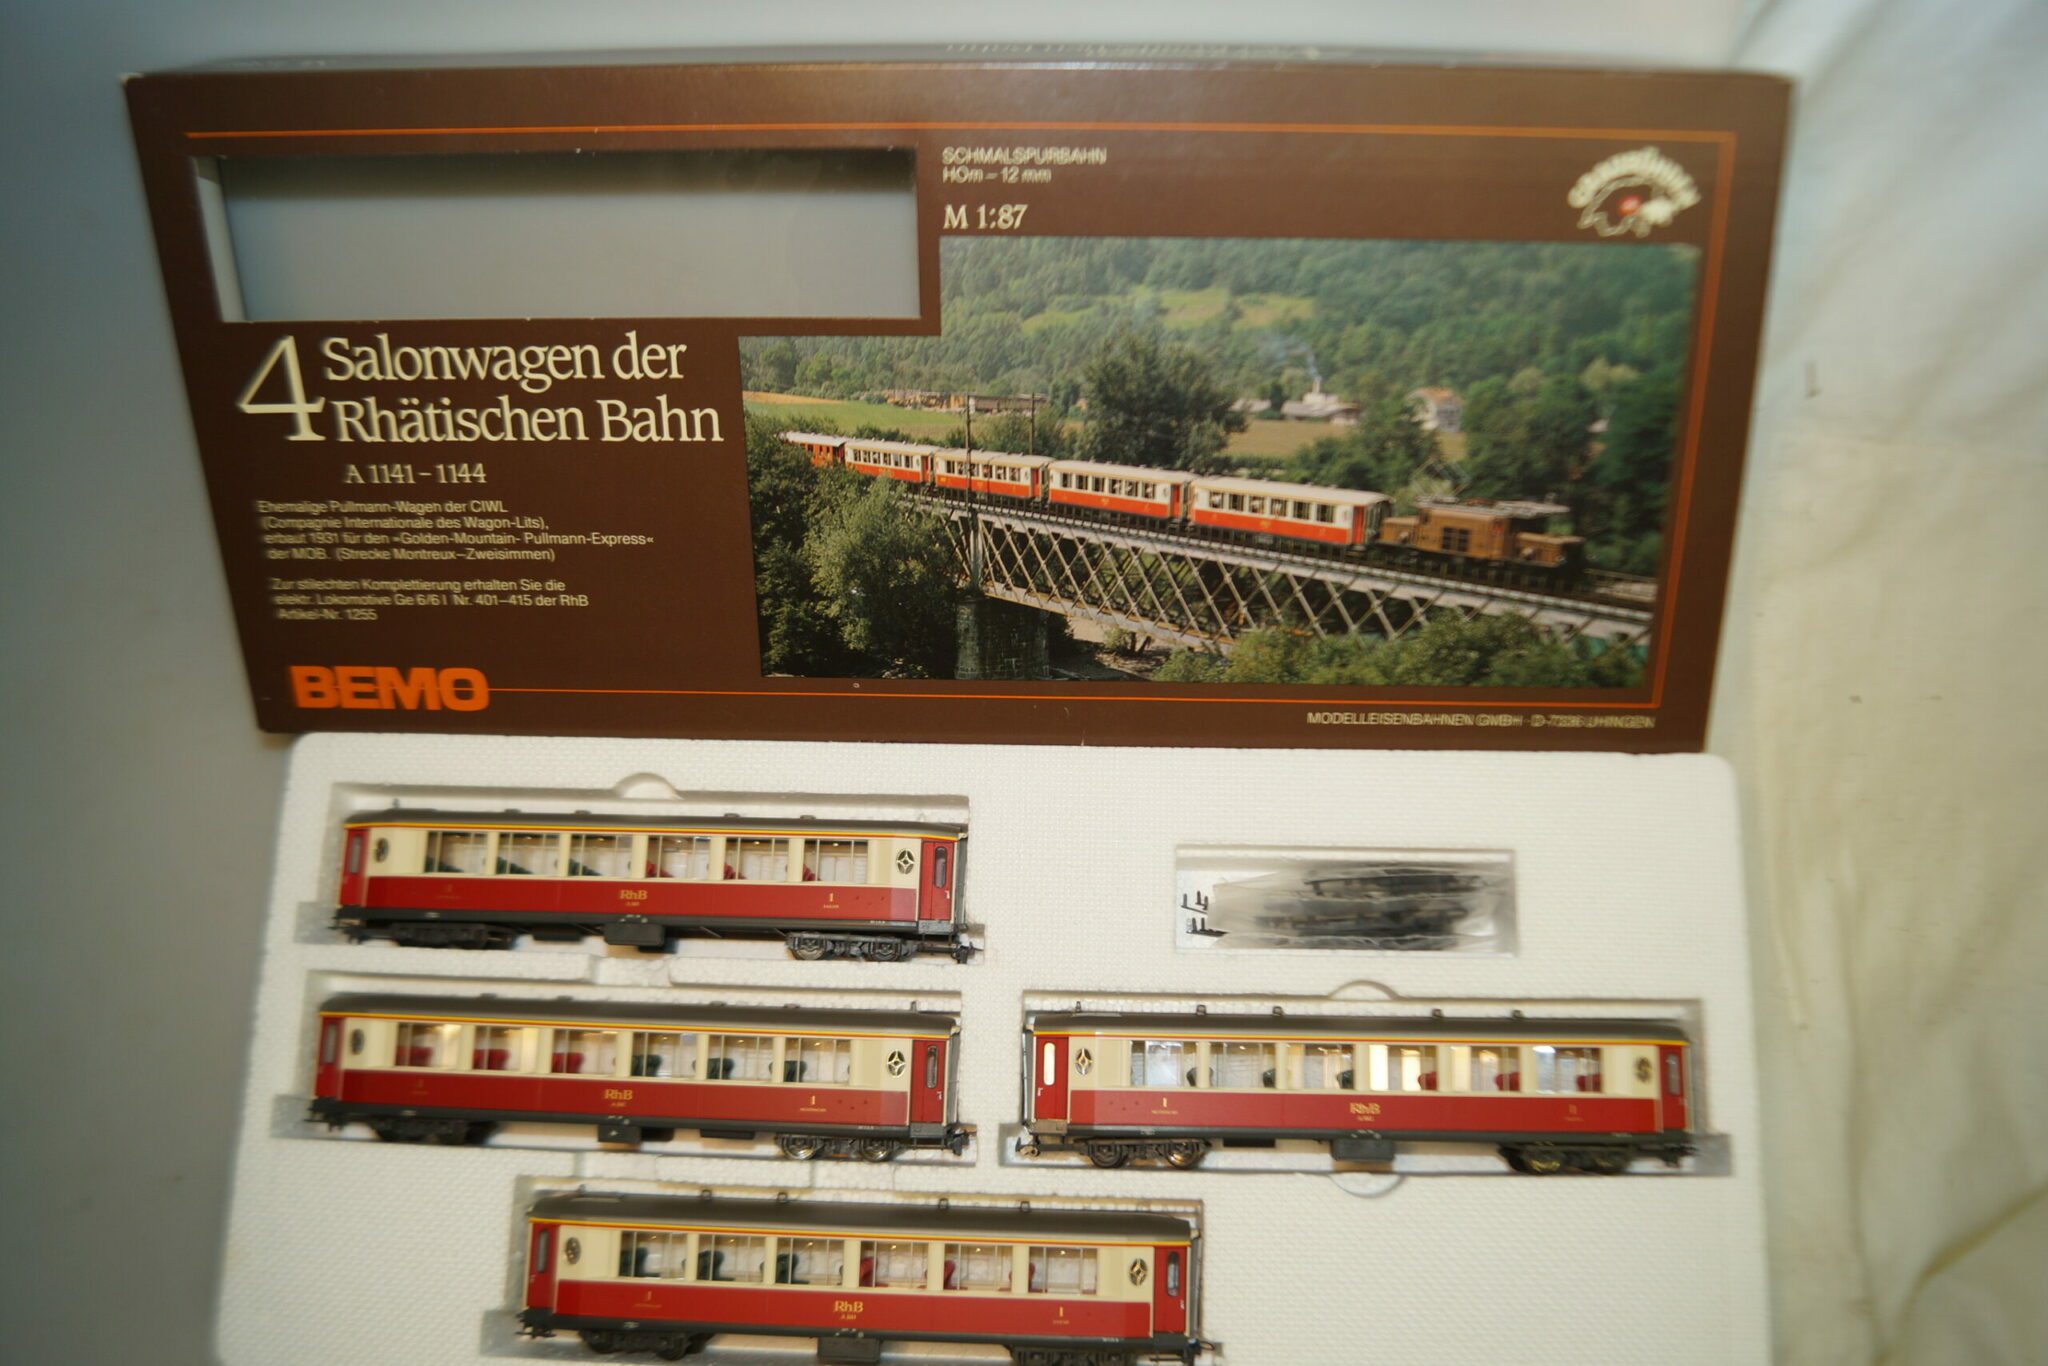 SCHMALSPURBAHN
HOm – 12 mm
M 1:87
4 Salonwagen der
Rhätischen Bahn
A 1141 – 1144
Ehemalige Pullmann-Wagen der CIWL
(Compagnie Internationale des Wagon-Lits),
erbaut 1931 für den »Golden-Mountain- Pullmann-Express«
der MOB. (Strecke Montreux–Zweisimmen)
Zur stilechten Komplettierung erhalten Sie die
elektr. Lokomotive Ge 6/6 I Nr. 401–415 der RhB
Artikel-Nr. 1255
BEMO
MODELLEISENBAHNEN GMBH · D-7336 UHINGEN
RhB
1
RhB
1
1
RhB
RhB
1